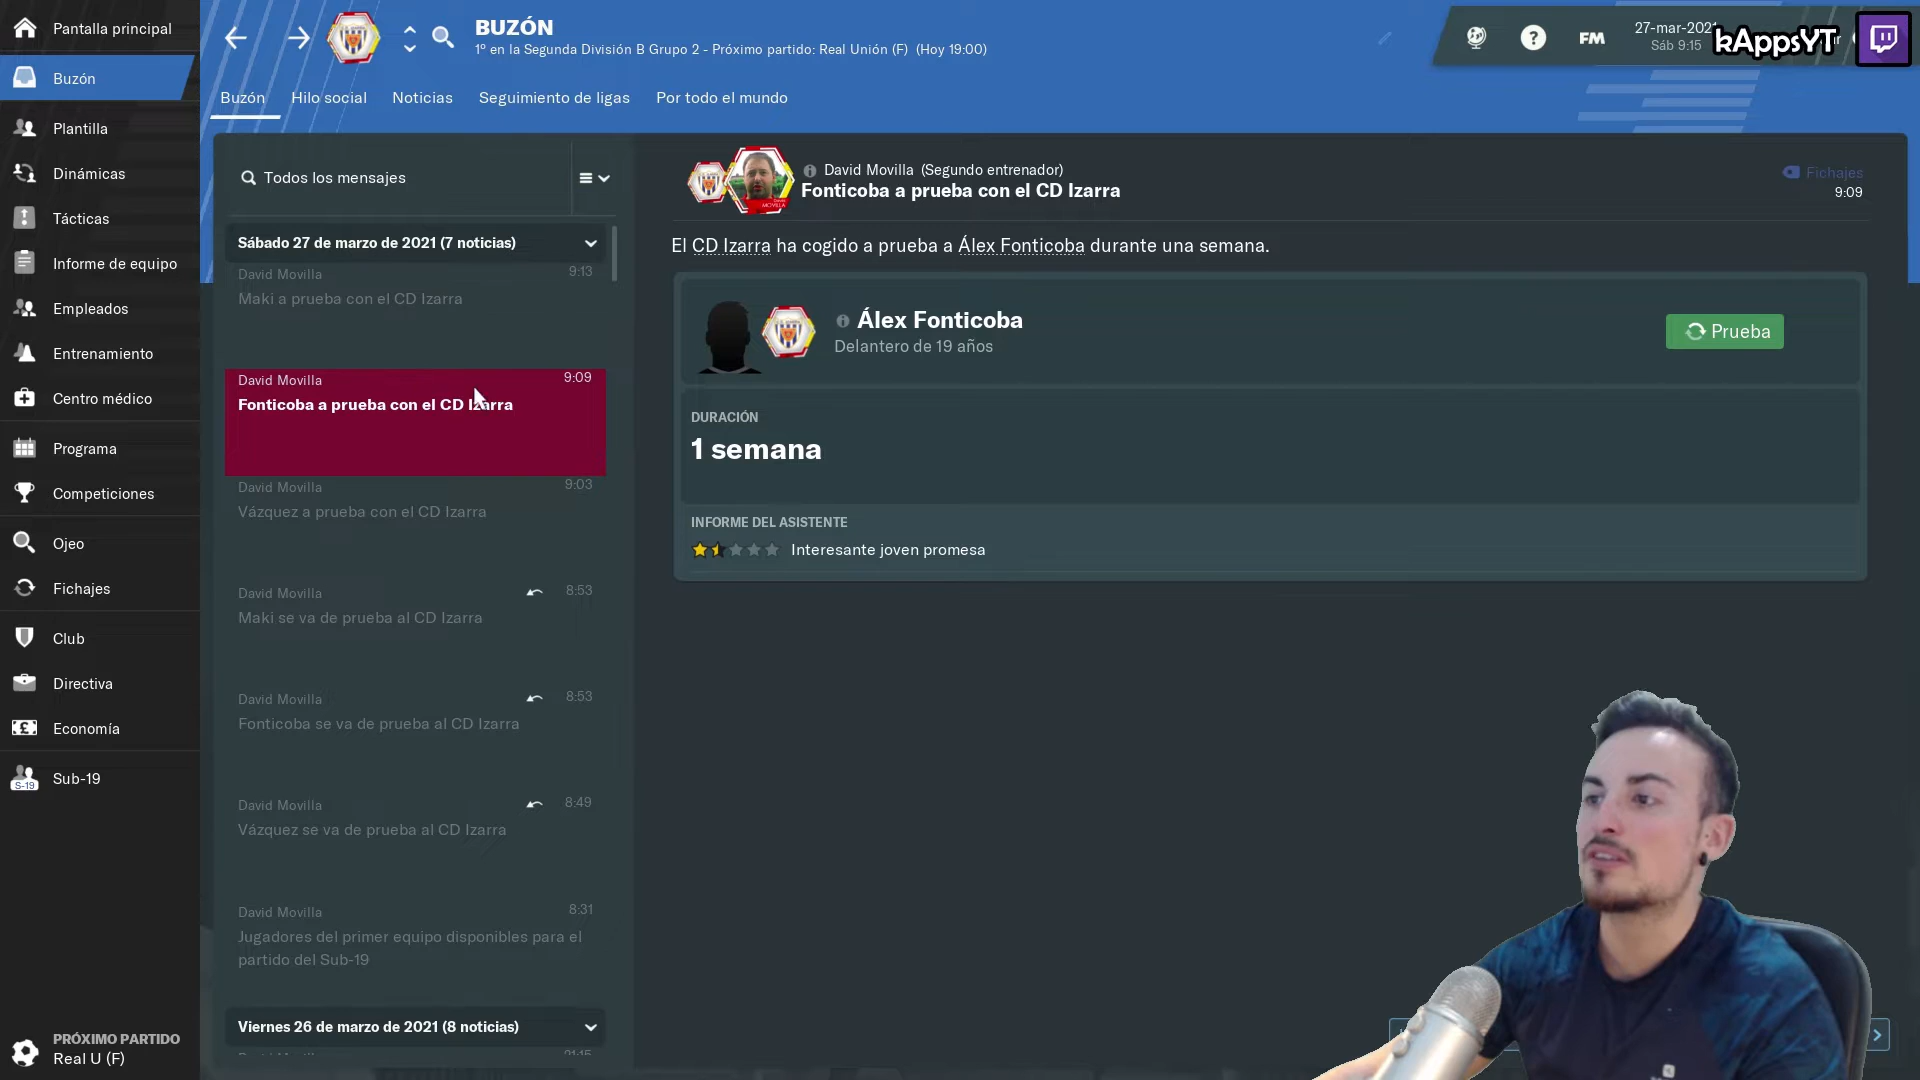 Pantalla principal
Buzón
Plantilla
Dinámicas
Tácticas
Informe de equipo
Empleados
Entrenamiento
Centro médico
Programa
Competiciones
Ojeo
Fichajes
Club
Directiva
Economía
S-19
Sub-19
PRÓXIMO PARTIDO
Real U (F)
BUZÓN
1º en la Segunda División B Grupo 2 - Próximo partido: Real Unión (F) (Hoy 19:00)
Buzón
Hilo social
Noticias
Seguimiento de ligas
Por todo el mundo
?
FM
Sáb 9:15
kAppsYT
Todos los mensajes
Sábado 27 de marzo de 2021 (7 noticias)
David Movilla 9:13
Maki a prueba con el CD Izarra
David Movilla 9:09
Fonticoba a prueba con el CD Izarra
David Movilla 9:03
Vázquez a prueba con el CD Izarra
David Movilla 8:53
Maki se va de prueba al CD Izarra
David Movilla 8:53
Fonticoba se va de prueba al CD Izarra
David Movilla 8:49
Vázquez se va de prueba al CD Izarra
David Movilla 8:31
Jugadores del primer equipo disponibles para el
partido del Sub-19
Viernes 26 de marzo de 2021 (8 noticias)
David Movilla (Segundo entrenador)
Fonticoba a prueba con el CD Izarra
Fichajes
9:09
El CD Izarra ha cogido a prueba a Álex Fonticoba durante una semana.
Álex Fonticoba
Delantero de 19 años
Prueba
DURACIÓN
1 semana
INFORME DEL ASISTENTE
Interesante joven promesa